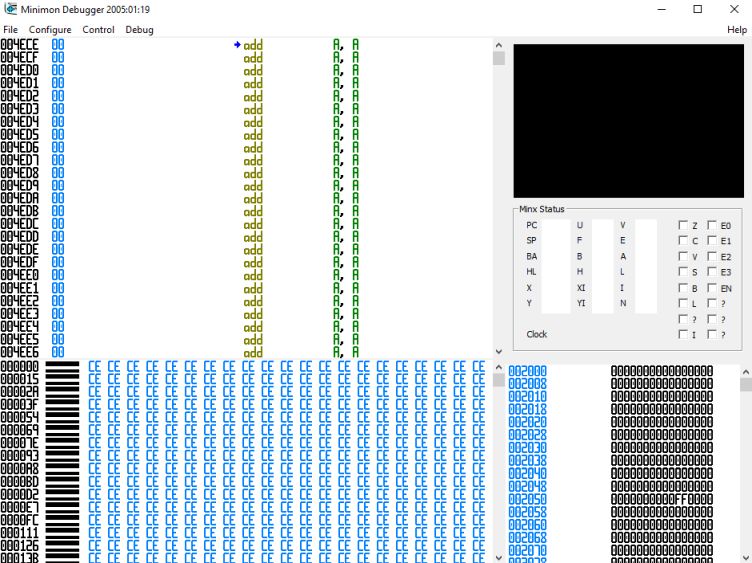 Minimon Debugger 2005:01:19
File Configure Control Debug Help
004ECE 00 add A, A
004ECF 00 add A, A
004ED0 00 add A, A
004ED1 00 add A, A
004ED2 00 add A, A
004ED3 00 add A, A
004ED4 00 add A, A
004ED5 00 add A, A
004ED6 00 add A, A
004ED7 00 add A, A
004ED8 00 add A, A
004ED9 00 add A, A
004EDA 00 add A, A
004EDB 00 add A, A
004EDC 00 add A, A
004EDD 00 add A, A
004EDE 00 add A, A
004EDF 00 add A, A
004EE0 00 add A, A
004EE1 00 add A, A
004EE2 00 add A, A
004EE3 00 add A, A
004EE4 00 add A, A
004EE5 00 add A, A
004EE6 00 add A, A
Minx Status
PC U V Z E0
SP F E C E1
BA B A V E2
HL H L S E3
X XI I B EN
Y YI N L ?
? ?
Clock I ?
000000 CE CE CE CE CE CE CE CE CE CE CE CE CE CE CE CE CE CE CE CE CE
000015 CE CE CE CE CE CE CE CE CE CE CE CE CE CE CE CE CE CE CE CE CE
00002A CE CE CE CE CE CE CE CE CE CE CE CE CE CE CE CE CE CE CE CE CE
00003F CE CE CE CE CE CE CE CE CE CE CE CE CE CE CE CE CE CE CE CE CE
000054 CE CE CE CE CE CE CE CE CE CE CE CE CE CE CE CE CE CE CE CE CE
000069 CE CE CE CE CE CE CE CE CE CE CE CE CE CE CE CE CE CE CE CE CE
00007E CE CE CE CE CE CE CE CE CE CE CE CE CE CE CE CE CE CE CE CE CE
000093 CE CE CE CE CE CE CE CE CE CE CE CE CE CE CE CE CE CE CE CE CE
0000A8 CE CE CE CE CE CE CE CE CE CE CE CE CE CE CE CE CE CE CE CE CE
0000BD CE CE CE CE CE CE CE CE CE CE CE CE CE CE CE CE CE CE CE CE CE
0000D2 CE CE CE CE CE CE CE CE CE CE CE CE CE CE CE CE CE CE CE CE CE
0000E7 CE CE CE CE CE CE CE CE CE CE CE CE CE CE CE CE CE CE CE CE CE
0000FC CE CE CE CE CE CE CE CE CE CE CE CE CE CE CE CE CE CE CE CE CE
000111 CE CE CE CE CE CE CE CE CE CE CE CE CE CE CE CE CE CE CE CE CE
000126 CE CE CE CE CE CE CE CE CE CE CE CE CE CE CE CE CE CE CE CE CE
00013B CE CE CE CE CE CE CE CE CE CE CE CE CE CE CE CE CE CE CE CE CE
002000 0000000000000000
002008 0000000000000000
002010 0000000000000000
002018 0000000000000000
002020 0000000000000000
002028 0000000000000000
002030 0000000000000000
002038 0000000000000000
002040 0000000000000000
002048 0000000000000000
002050 0000000000FF0000
002058 0000000000000000
002060 0000000000000000
002068 0000000000000000
002070 0000000000000000